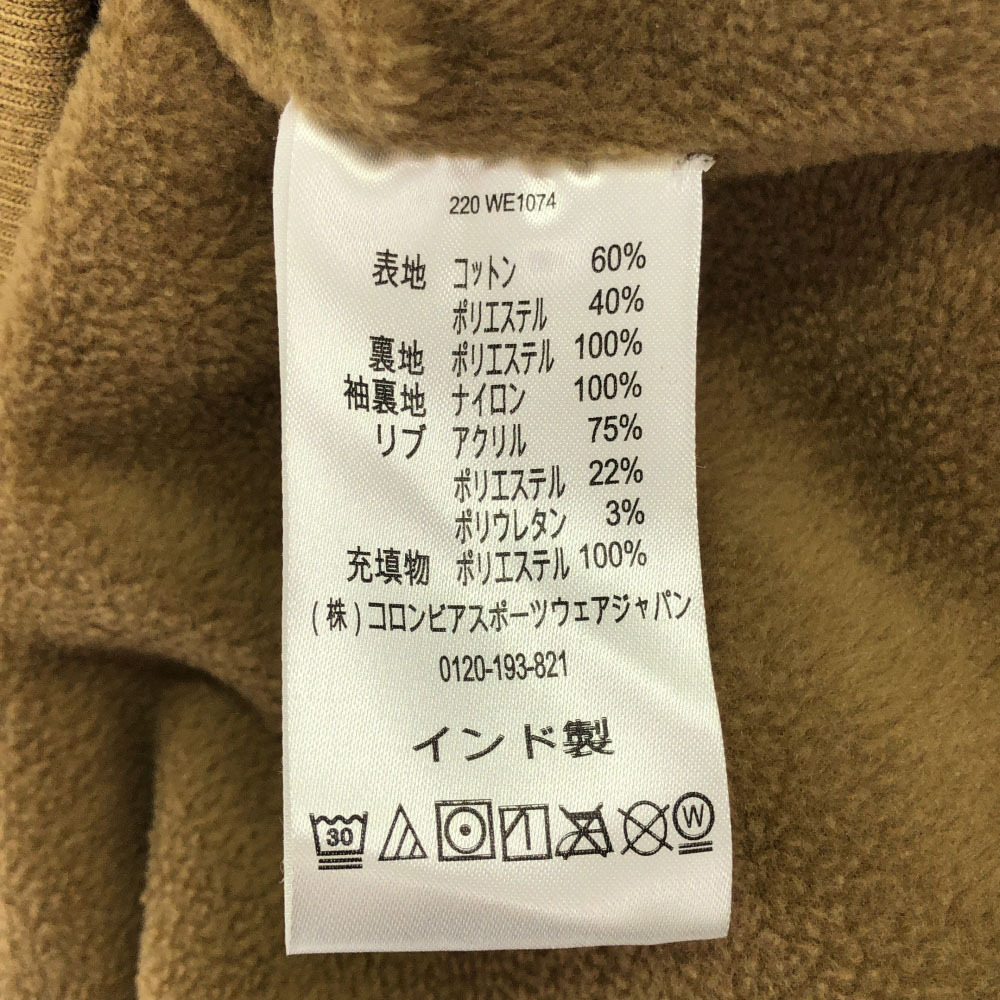 220 WE1074
表地 コットン 60%
ポリエステル 40%
裏地 ポリエステル 100%
袖裏地 ナイロン 100%
リブ アクリル 75%
ポリエステル 22%
ポリウレタン 3%
充填物 ポリエステル 100%
(株)コロンビアスポーツウェアジャパン
0120-193-821
インド製
30 W